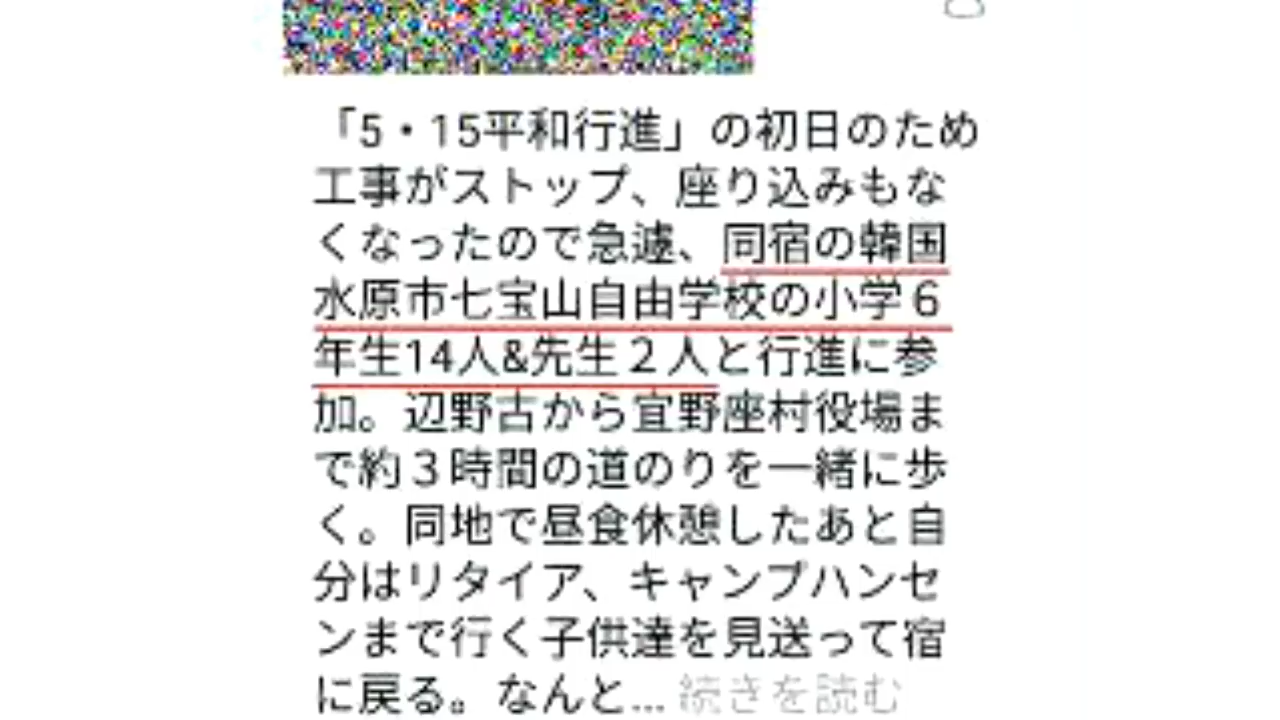 「5・15平和行進」の初日のため
工事がストップ、座り込みもな
くなったので急遽、同宿の韓国
水原市七宝山自由学校の小学６
年生14人&先生２人と行進に参
加。辺野古から宜野座村役場ま
で約３時間の道のりを一緒に歩
く。同地で昼食休憩したあと自
分はリタイア、キャンプハンセ
ンまで行く子供達を見送って宿
に戻る。なんと... 続きを読む